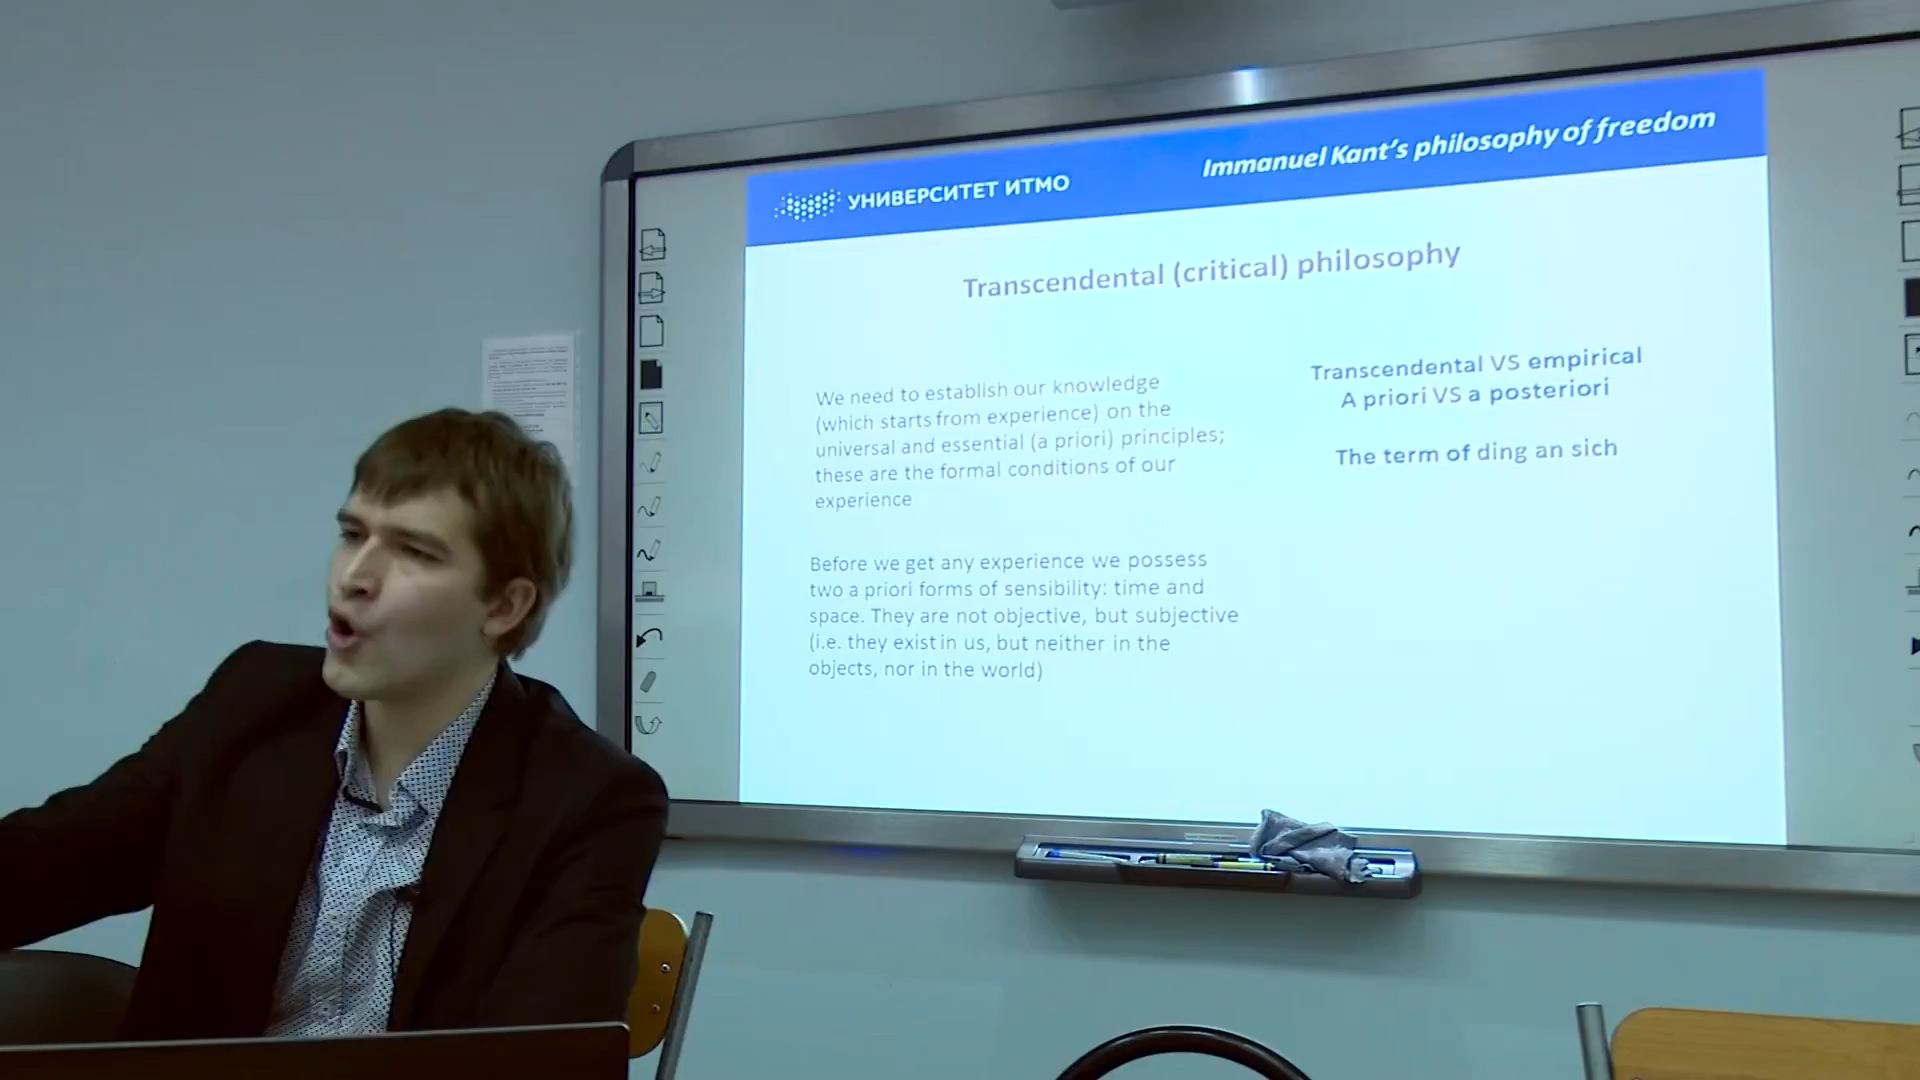 УНИВЕРСИТЕТ ИТМО
Immanuel Kant's philosophy of freedom
Transcendental (critical) philosophy
We need to establish our knowledge
(which starts from experience) on the
universal and essential (a priori) principles;
these are the formal conditions of our
experience
Before we get any experience we possess
two a priori forms of sensibility: time and
space. They are not objective, but subjective
(i.e. they exist in us, but neither in the
objects, nor in the world)
Transcendental VS empirical
A priori VS a posteriori
The term of ding an sich